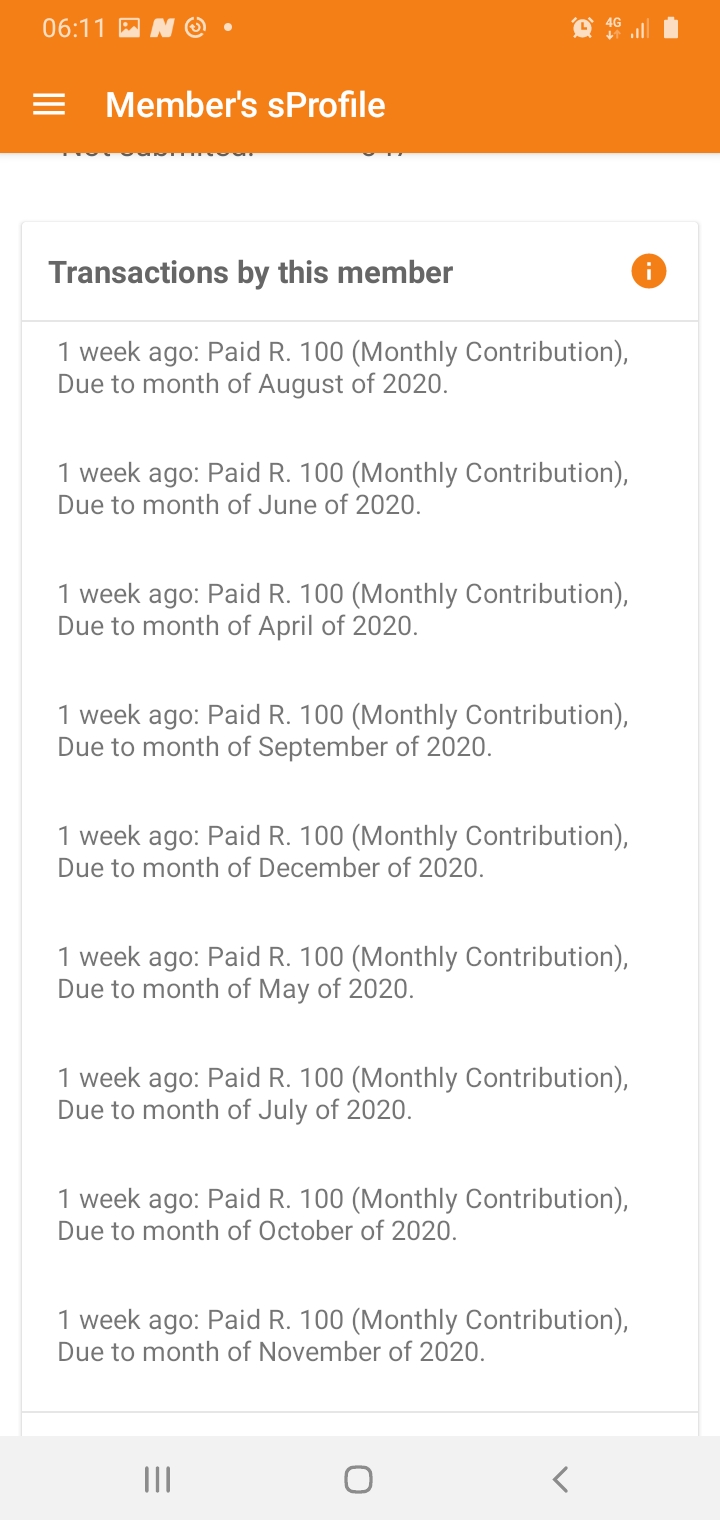 06:11
4G
Member's sProfile
Transactions by this member
1 week ago: Paid R. 100 (Monthly Contribution),
Due to month of August of 2020.
1 week ago: Paid R. 100 (Monthly Contribution),
Due to month of June of 2020.
1 week ago: Paid R. 100 (Monthly Contribution),
Due to month of April of 2020.
1 week ago: Paid R. 100 (Monthly Contribution),
Due to month of September of 2020.
1 week ago: Paid R. 100 (Monthly Contribution),
Due to month of December of 2020.
1 week ago: Paid R. 100 (Monthly Contribution),
Due to month of May of 2020.
1 week ago: Paid R. 100 (Monthly Contribution),
Due to month of July of 2020.
1 week ago: Paid R. 100 (Monthly Contribution),
Due to month of October of 2020.
1 week ago: Paid R. 100 (Monthly Contribution),
Due to month of November of 2020.